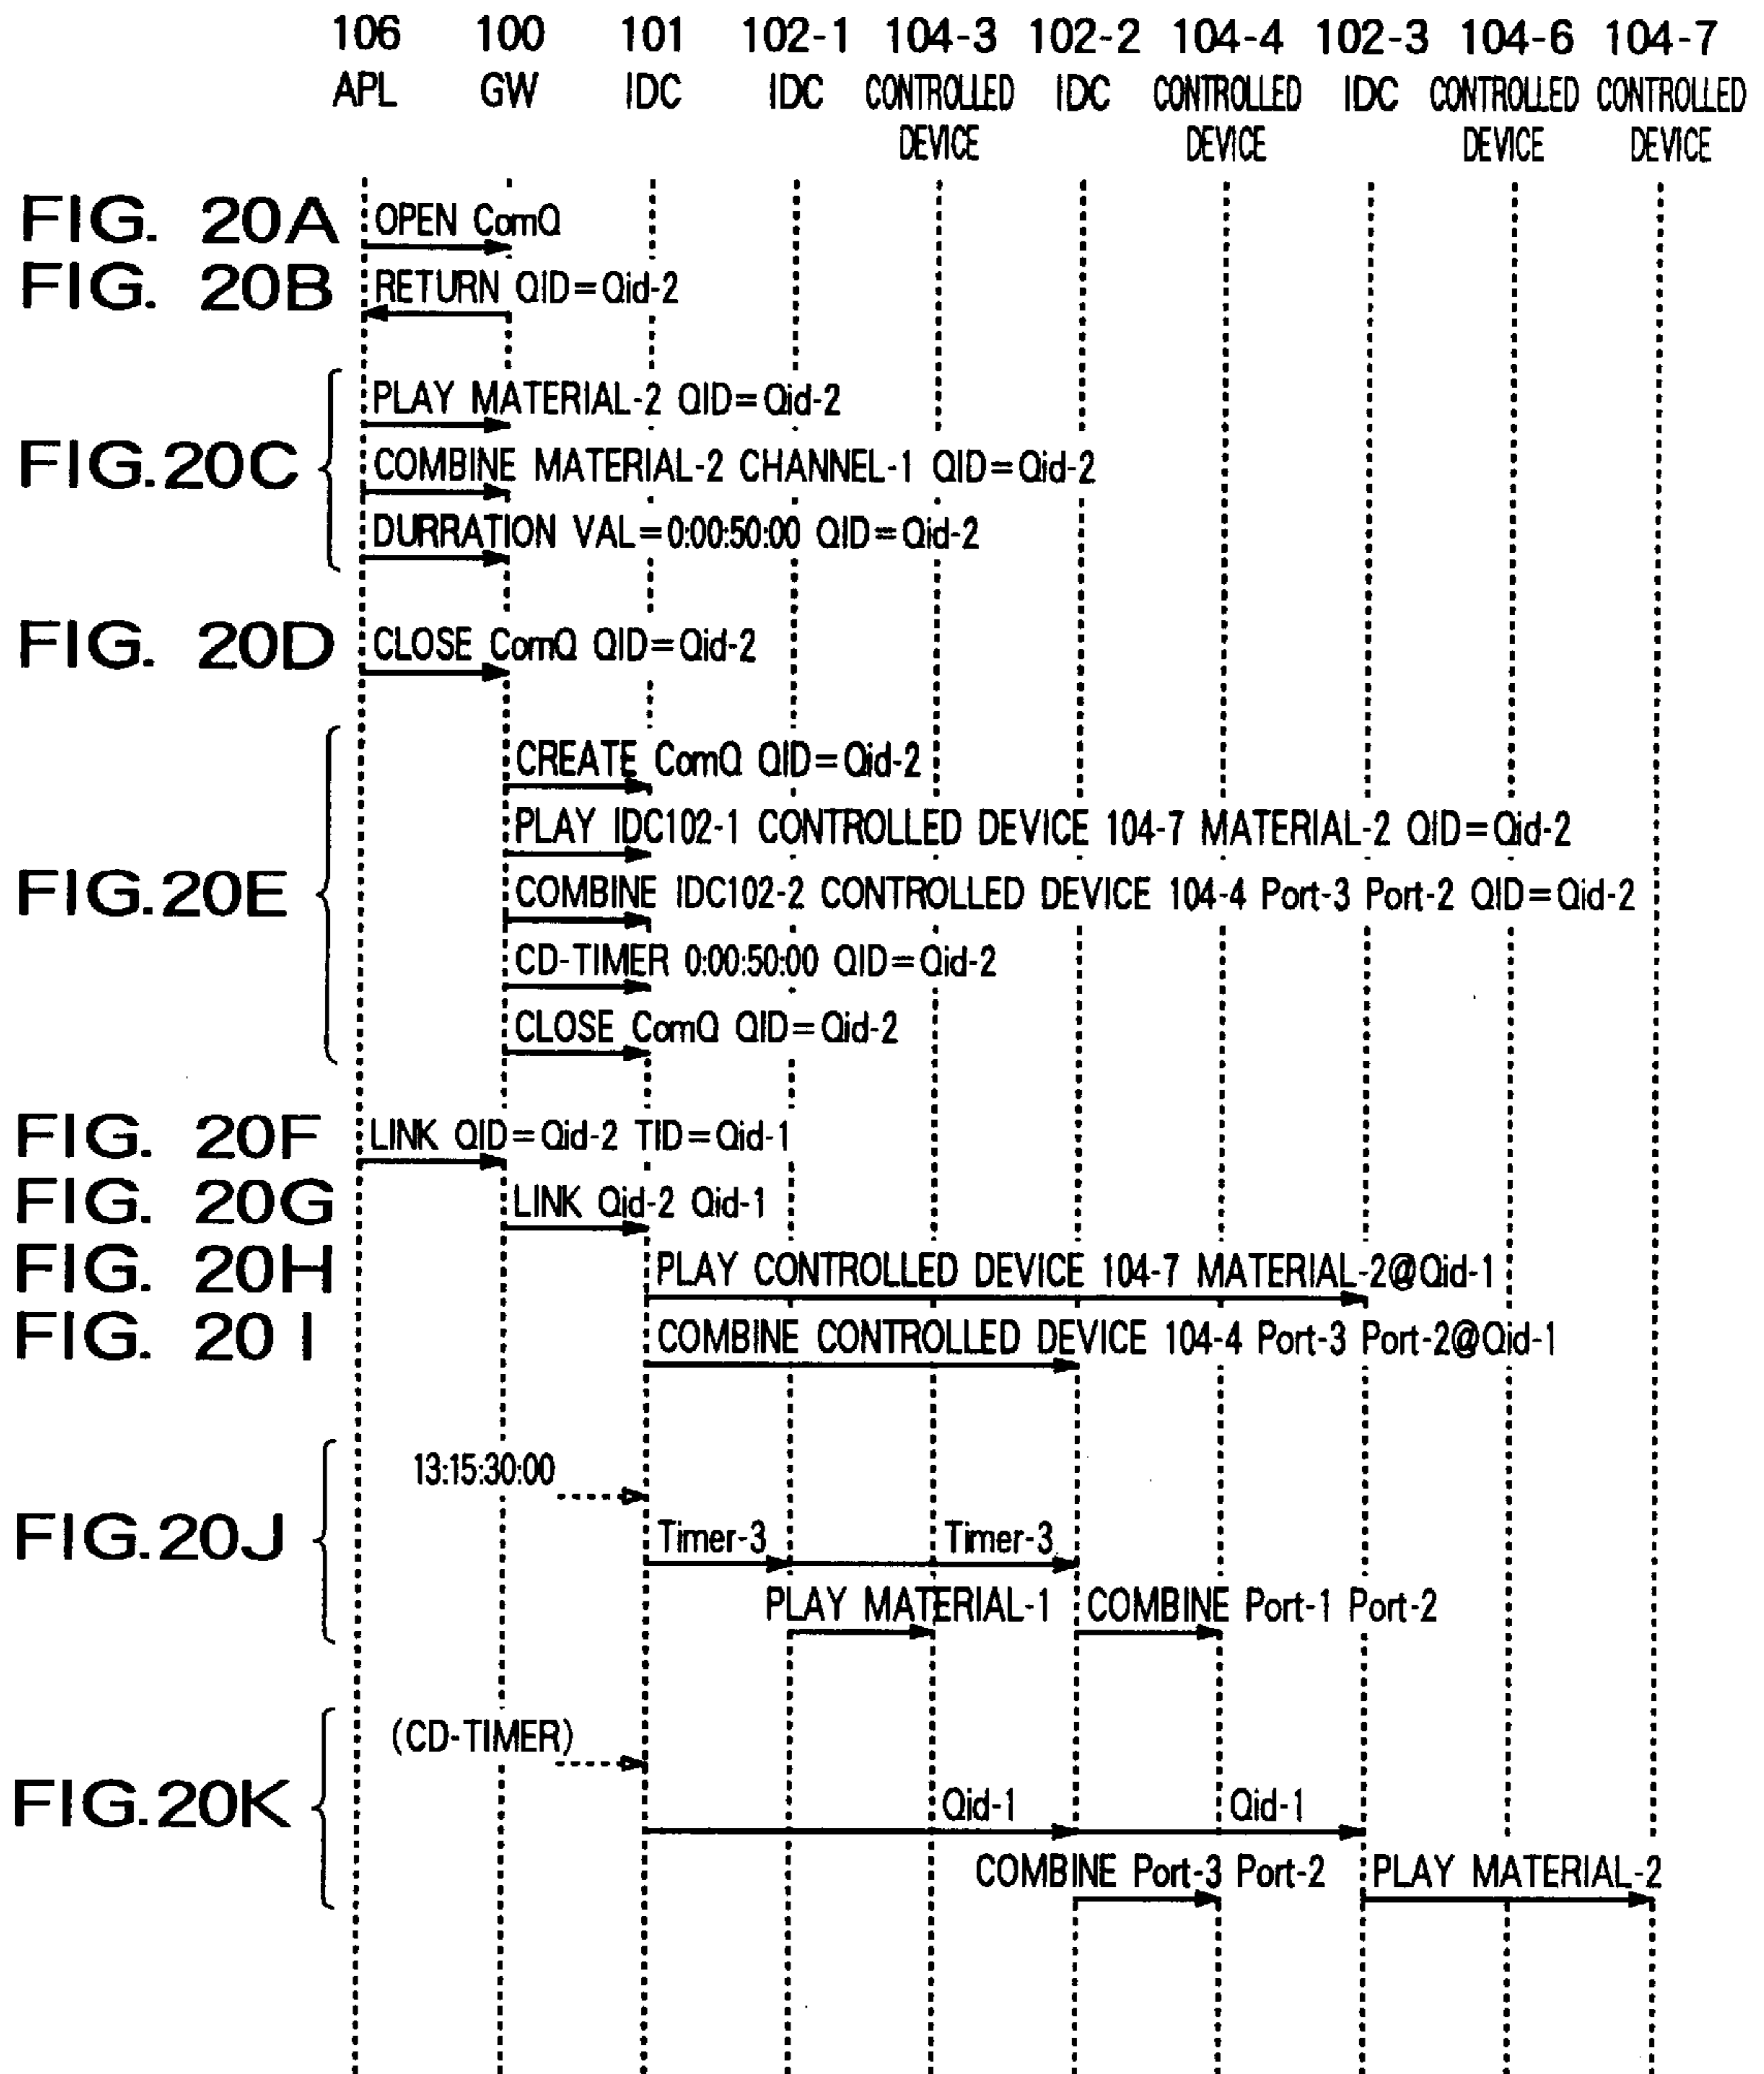 106 100 101 102-1 104-3 102-2 104-4 102-3 104-6 104-7
APL GW IDC IDC CONTROLLED DEVICE IDC CONTROLLED DEVICE IDC CONTROLLED DEVICE CONTROLLED DEVICE
FIG. 20A OPEN ComQ
FIG. 20B RETURN QID=Qid-2
PLAY MATERIAL-2 QID=Qid-2
FIG.20C COMBINE MATERIAL-2 CHANNEL-1 QID=Qid-2
DURRATION VAL=0:00:50:00 QID=Qid-2
FIG. 20D CLOSE ComQ QID=Qid-2
CREATE ComQ QID=Qid-2
PLAY IDC102-1 CONTROLLED DEVICE 104-7 MATERIAL-2 QID=Qid-2
FIG.20E COMBINE IDC102-2 CONTROLLED DEVICE 104-4 Port-3 Port-2 QID=Qid-2
CD-TIMER 0:00:50:00 QID=Qid-2
CLOSE ComQ QID=Qid-2
FIG. 20F LINK QID=Qid-2 TID=Qid-1
FIG. 20G LINK Qid-2 Qid-1
FIG. 20H PLAY CONTROLLED DEVICE 104-7 MATERIAL-2@Qid-1
FIG. 20I COMBINE CONTROLLED DEVICE 104-4 Port-3 Port-2@Qid-1
13:15:30:00
FIG.20J Timer-3 Timer-3
PLAY MATERIAL-1 COMBINE Port-1 Port-2
(CD-TIMER)
FIG.20K Qid-1 Qid-1
COMBINE Port-3 Port-2 PLAY MATERIAL-2